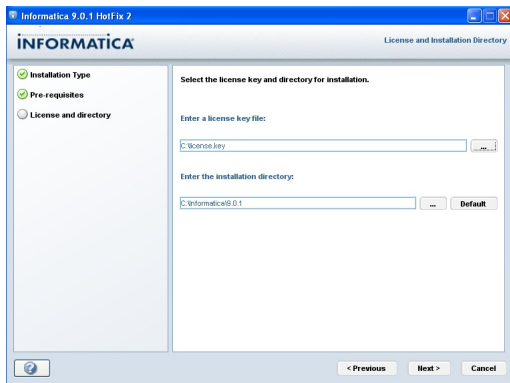 Informatica 9.0.1 HotFix 2
INFORMATICA
License and Installation Directory
Installation Type
Pre-requisites
License and directory
Select the license key and directory for installation.
Enter a license key file:
C:\license.key
...
Enter the installation directory:
C:\Informatica\9.0.1
...
Default
?
< Previous
Next >
Cancel